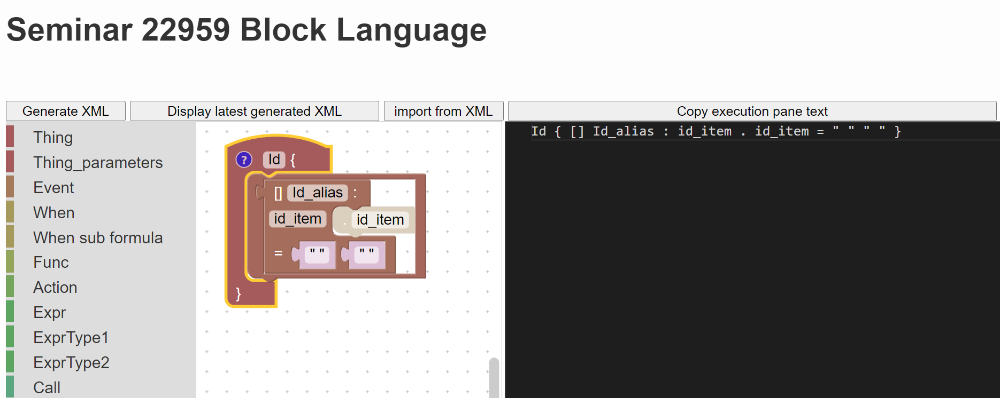 Seminar 22959 Block Language
Generate XML
Display latest generated XML
import from XML
Copy execution pane text
Thing
Thing_parameters
Event
When
When sub formula
Func
Action
Expr
ExprType1
ExprType2
Call
? Id {
[] Id_alias :
id_item . id_item
= " " " "
}
Id { [] Id_alias : id_item . id_item = " " " " }